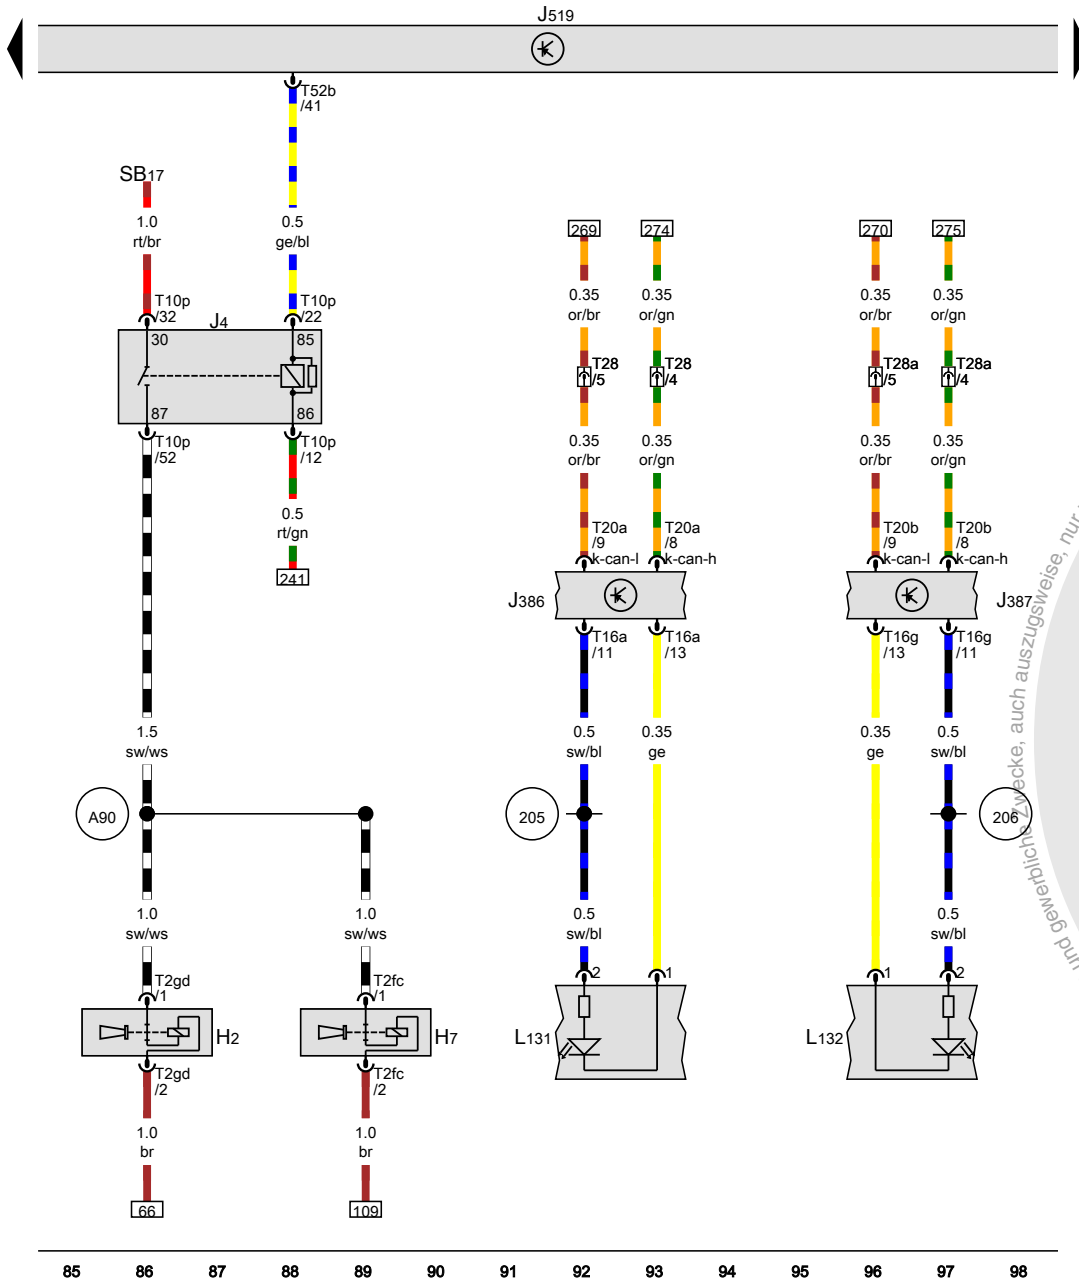 J519
T52b
/41
SB17
1.0
rt/br
0.5
ge/bl
269
274
270
275
0.35
or/br
0.35
or/gn
0.35
or/br
0.35
or/gn
T10p
/32
J4
T10p
/22
30
85
87
86
T28
/5
T28
/4
T28a
/5
T28a
/4
T10p
/52
T10p
/12
0.35
or/br
0.35
or/gn
0.35
or/br
0.35
or/gn
0.5
rt/gn
241
T20a
/9
k-can-l
T20a
/8
k-can-h
T20b
/9
k-can-l
T20b
/8
k-can-h
J386
J387
T16a
/11
T16a
/13
T16g
/13
T16g
/11
1.5
sw/ws
0.5
sw/bl
0.35
ge
0.35
ge
0.5
sw/bl
A90
205
206
1.0
sw/ws
1.0
sw/ws
0.5
sw/bl
0.5
sw/bl
T2gd
/1
T2fc
/1
2
1
1
2
H2
H7
L131
L132
T2gd
/2
T2fc
/2
1.0
br
1.0
br
66
109
85 86 87 88 89 90 91 92 93 94 95 96 97 98
und gewerbliche Zwecke, auch auszugsweise, nur